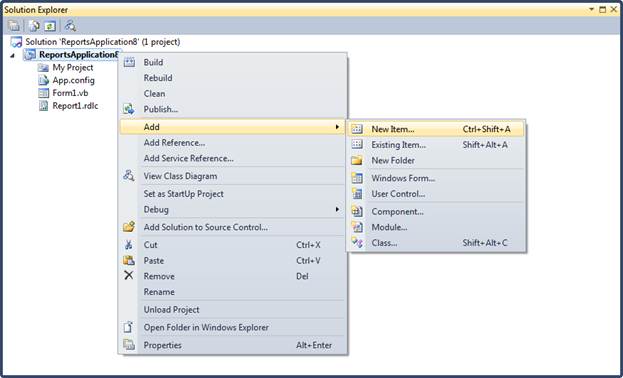 Solution Explorer
Solution 'ReportsApplication8' (1 project)
ReportsApplication8
My Project
App.config
Form1.vb
Report1.rdlc
Build
Rebuild
Clean
Publish...
Add
Add Reference...
Add Service Reference...
View Class Diagram
Set as StartUp Project
Debug
Add Solution to Source Control...
Cut Ctrl+X
Paste Ctrl+V
Remove Del
Rename
Unload Project
Open Folder in Windows Explorer
Properties Alt+Enter
New Item... Ctrl+Shift+A
Existing Item... Shift+Alt+A
New Folder
Windows Form...
User Control...
Component...
Module...
Class... Shift+Alt+C